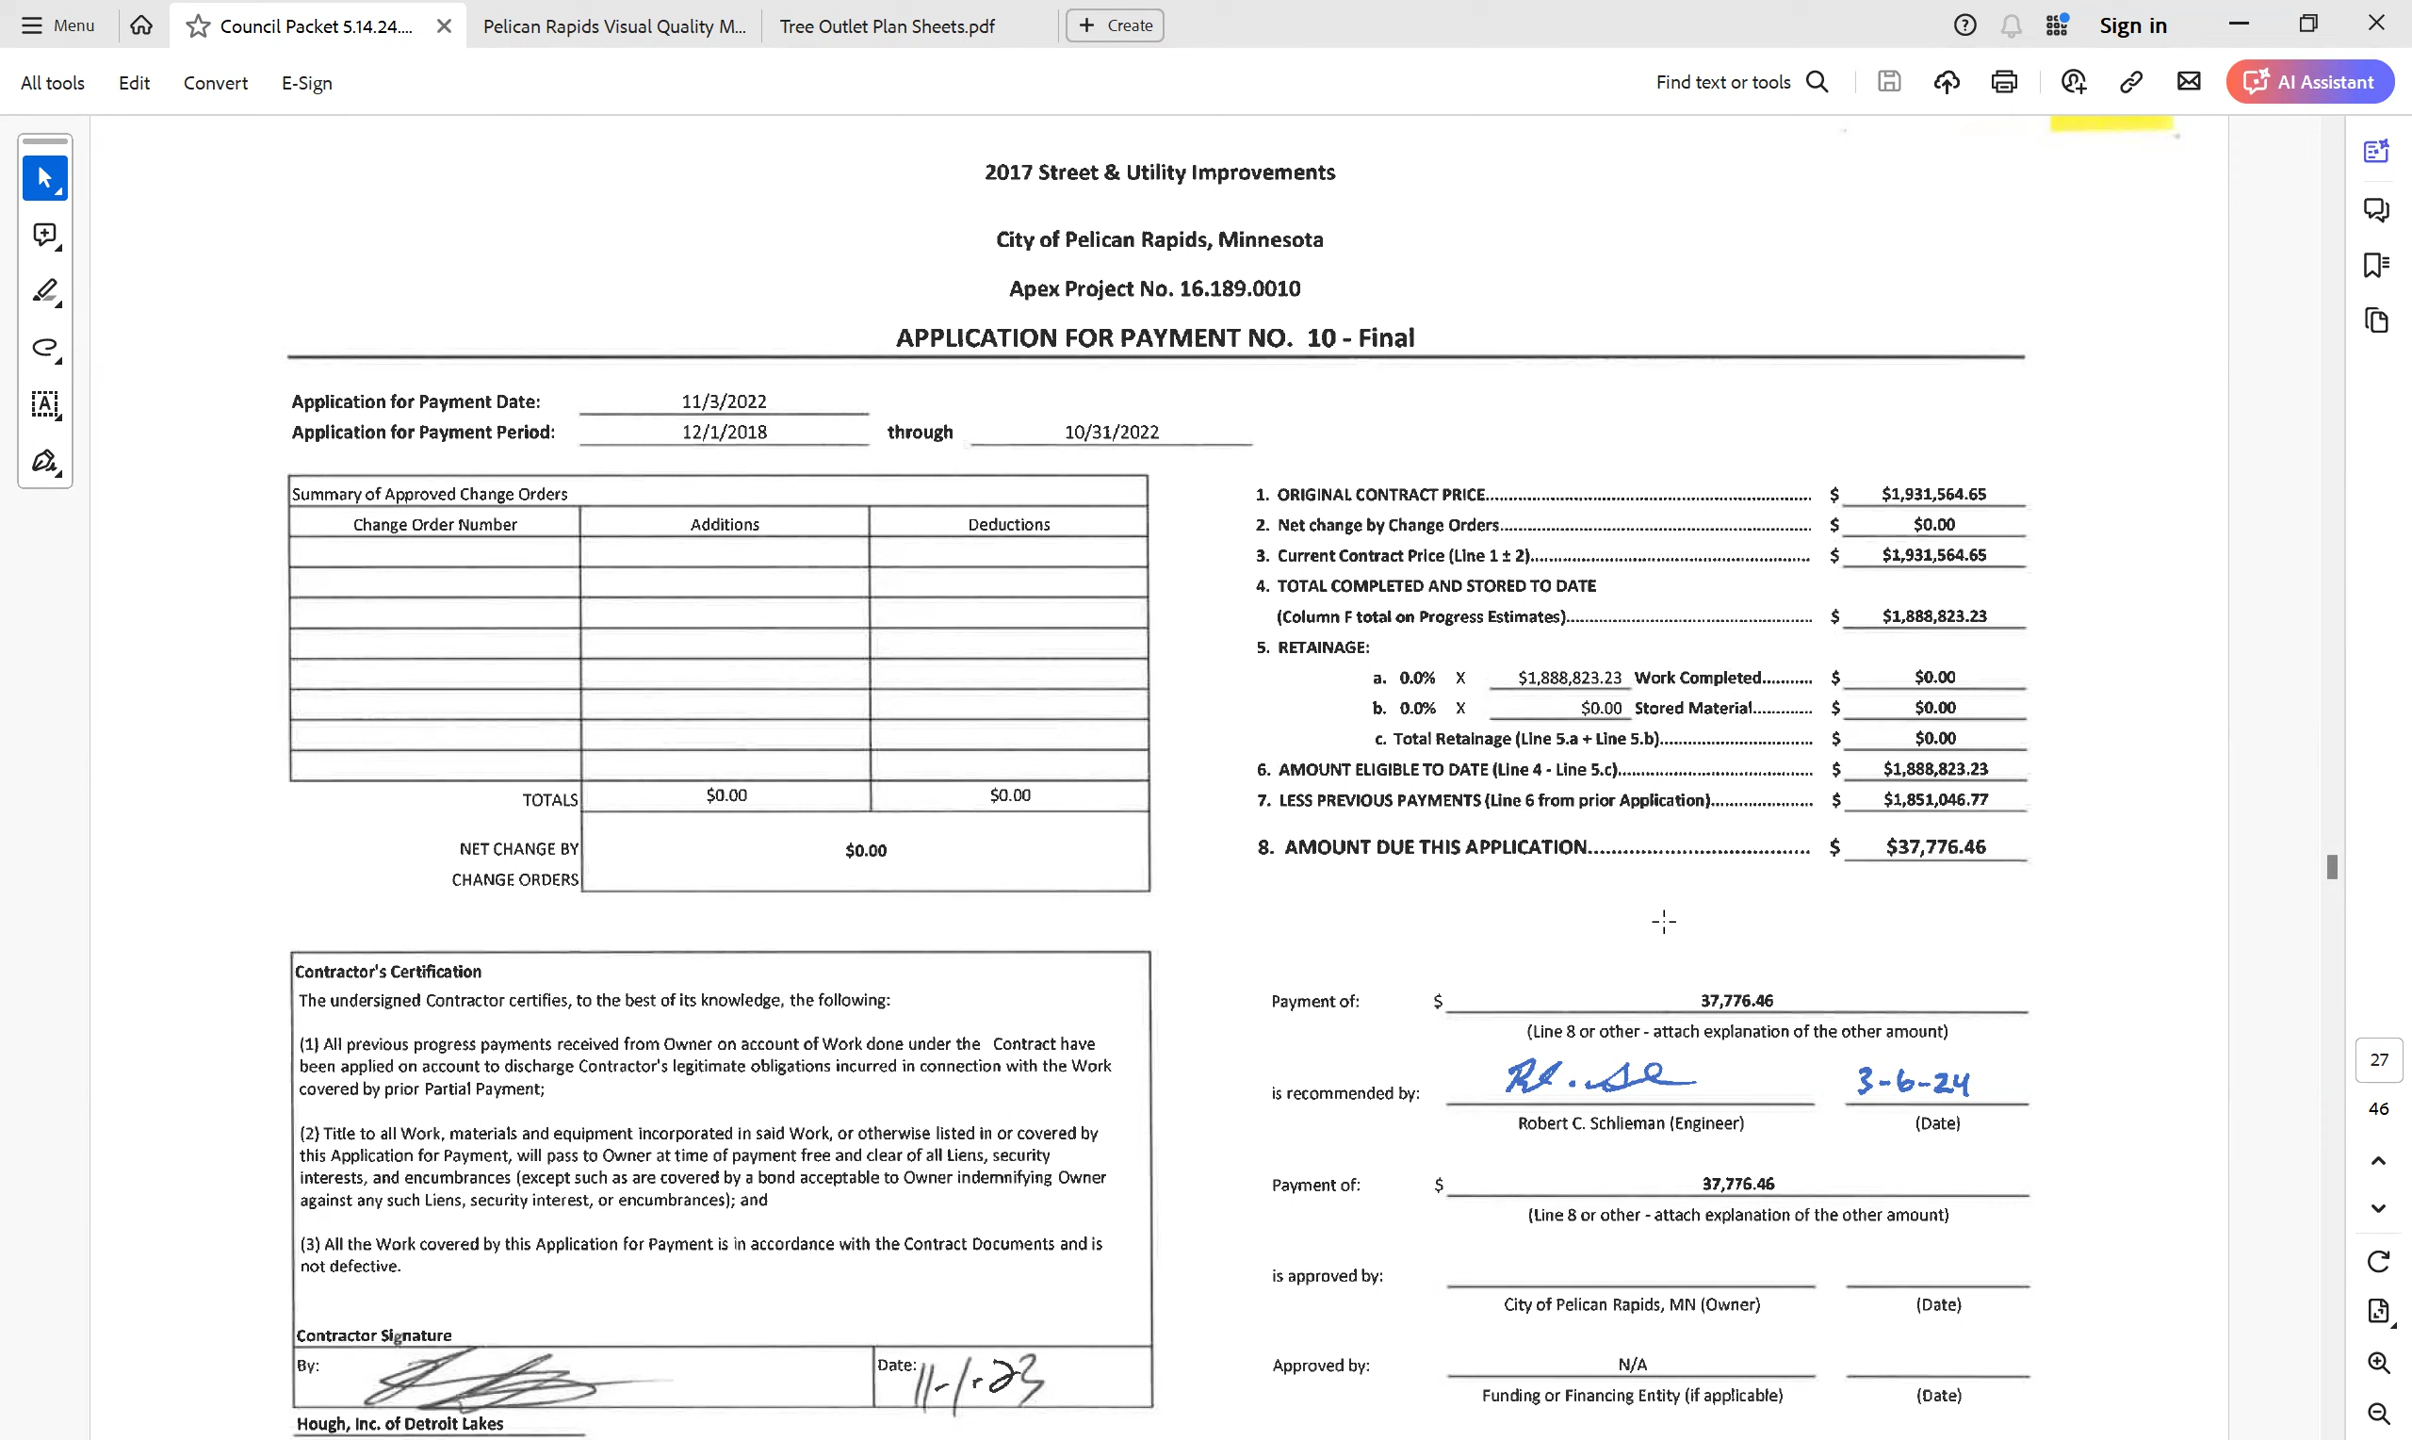 Menu
Council Packet 5.14.24....
Pelican Rapids Visual Quality M...
Tree Outlet Plan Sheets.pdf
Create
Sign in
All tools
Edit
Convert
E-Sign
Find text or tools
AI Assistant
2017 Street & Utility Improvements
City of Pelican Rapids, Minnesota
Apex Project No. 16.189.0010
APPLICATION FOR PAYMENT NO. 10 - Final
Application for Payment Date: 11/3/2022
Application for Payment Period: 12/1/2018 through 10/31/2022
Summary of Approved Change Orders
Change Order Number Additions Deductions
TOTALS $0.00 $0.00
NET CHANGE BY
CHANGE ORDERS
$0.00
1. ORIGINAL CONTRACT PRICE........ $ $1,931,564.65
2. Net change by Change Orders........ $ $0.00
3. Current Contract Price (Line 1 ± 2)........ $ $1,931,564.65
4. TOTAL COMPLETED AND STORED TO DATE
(Column F total on Progress Estimates)........ $ $1,888,823.23
5. RETAINAGE:
a. 0.0% X $1,888,823.23 Work Completed........... $ $0.00
b. 0.0% X $0.00 Stored Material............. $ $0.00
c. Total Retainage (Line 5.a + Line 5.b)........ $ $0.00
6. AMOUNT ELIGIBLE TO DATE (Line 4 - Line 5.c)........ $ $1,888,823.23
7. LESS PREVIOUS PAYMENTS (Line 6 from prior Application)........ $ $1,851,046.77
8. AMOUNT DUE THIS APPLICATION........ $ $37,776.46
Contractor's Certification
The undersigned Contractor certifies, to the best of its knowledge, the following:
(1) All previous progress payments received from Owner on account of Work done under the Contract have
been applied on account to discharge Contractor's legitimate obligations incurred in connection with the Work
covered by prior Partial Payment;
(2) Title to all Work, materials and equipment incorporated in said Work, or otherwise listed in or covered by
this Application for Payment, will pass to Owner at time of payment free and clear of all Liens, security
interests, and encumbrances (except such as are covered by a bond acceptable to Owner indemnifying Owner
against any such Liens, security interest, or encumbrances); and
(3) All the Work covered by this Application for Payment is in accordance with the Contract Documents and is
not defective.
Contractor Signature
By: Date: 11-1-23
Hough, Inc. of Detroit Lakes
Payment of: $ 37,776.46
(Line 8 or other - attach explanation of the other amount)
is recommended by: 3-6-24
Robert C. Schlieman (Engineer) (Date)
Payment of: $ 37,776.46
(Line 8 or other - attach explanation of the other amount)
is approved by:
City of Pelican Rapids, MN (Owner) (Date)
Approved by: N/A
Funding or Financing Entity (if applicable) (Date)
27
46